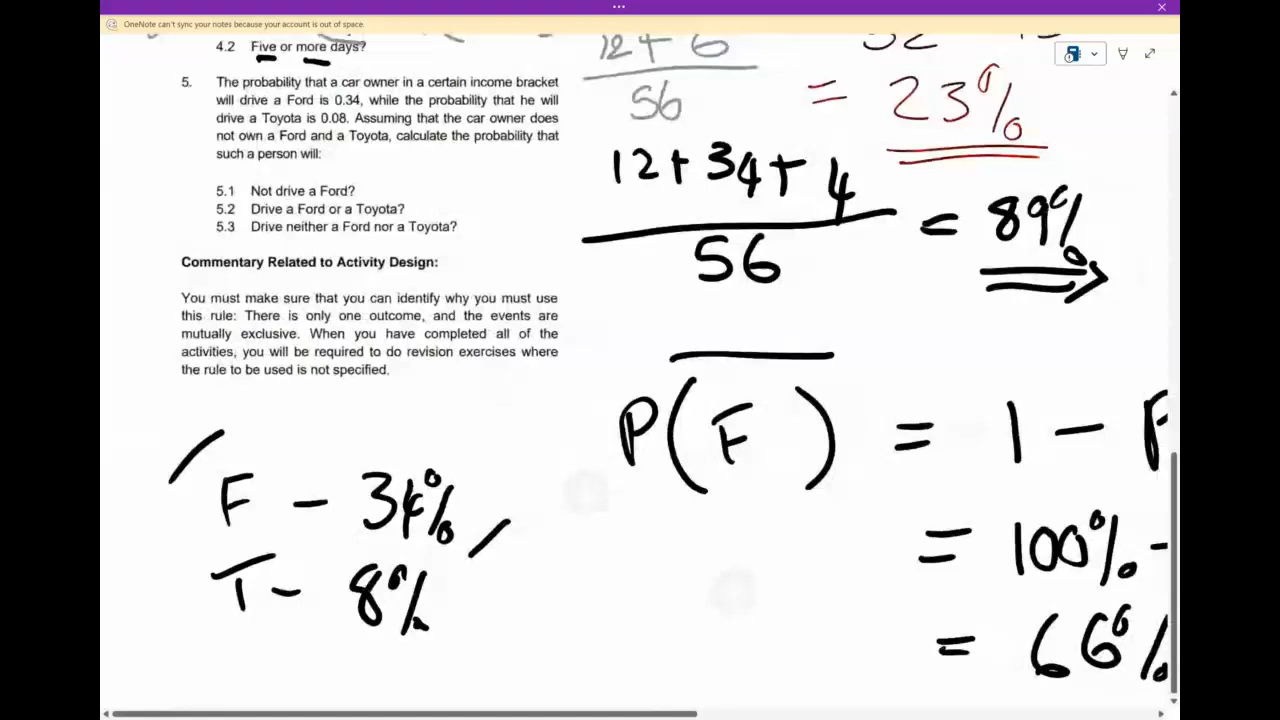 OneNote can't sync your notes because your account is out of space.
4.2 Five or more days?
5. The probability that a car owner in a certain income bracket
will drive a Ford is 0.34, while the probability that he will
drive a Toyota is 0.08. Assuming that the car owner does
not own a Ford and a Toyota, calculate the probability that
such a person will:
5.1 Not drive a Ford?
5.2 Drive a Ford or a Toyota?
5.3 Drive neither a Ford nor a Toyota?
Commentary Related to Activity Design:
You must make sure that you can identify why you must use
this rule: There is only one outcome, and the events are
mutually exclusive. When you have completed all of the
activities, you will be required to do revision exercises where
the rule to be used is not specified.
F - 34%
T - 8%
12 + 6
56
= 23%
12 + 34 + 4
56
= 89%
P(F) = 1 -
= 100% -
= 66%